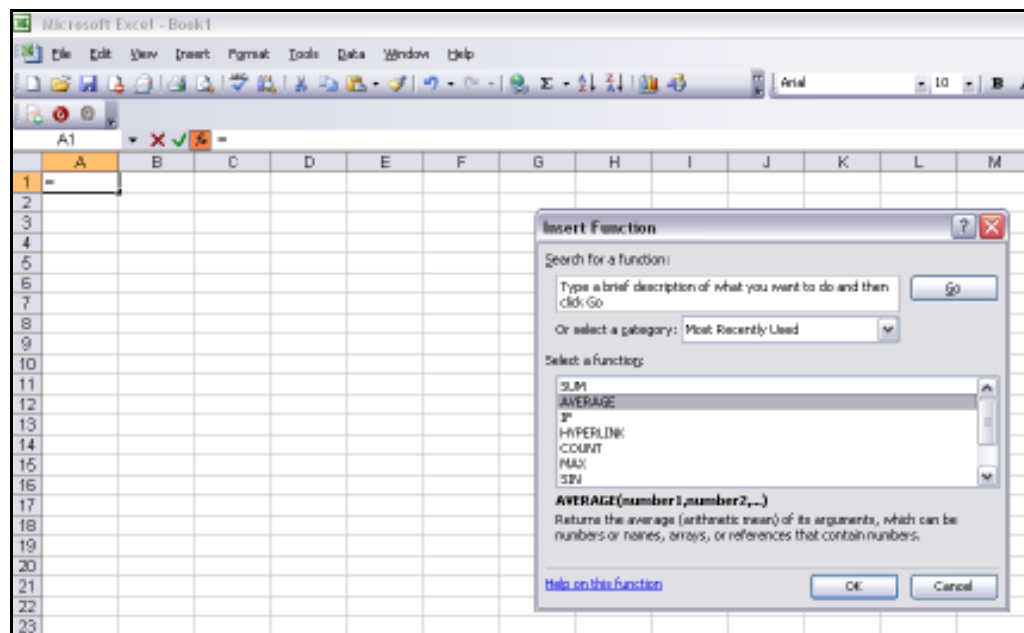 Microsoft Excel - Book1
File Edit View Insert Format Tools Data Window Help
Σ Arial 10 B
A1 fx =
A B C D E F G H I J K L M
1 =
2
3
4
5
6
7
8
9
10
11
12
13
14
15
16
17
18
19
20
21
22
23
Insert Function
Search for a function:
Type a brief description of what you want to do and then
click Go
Go
Or select a category: Most Recently Used
Select a function:
SUM
AVERAGE
IF
HYPERLINK
COUNT
MAX
SIN
AVERAGE(number1,number2,...)
Returns the average (arithmetic mean) of its arguments, which can be
numbers or names, arrays, or references that contain numbers.
Help on this function
OK Cancel